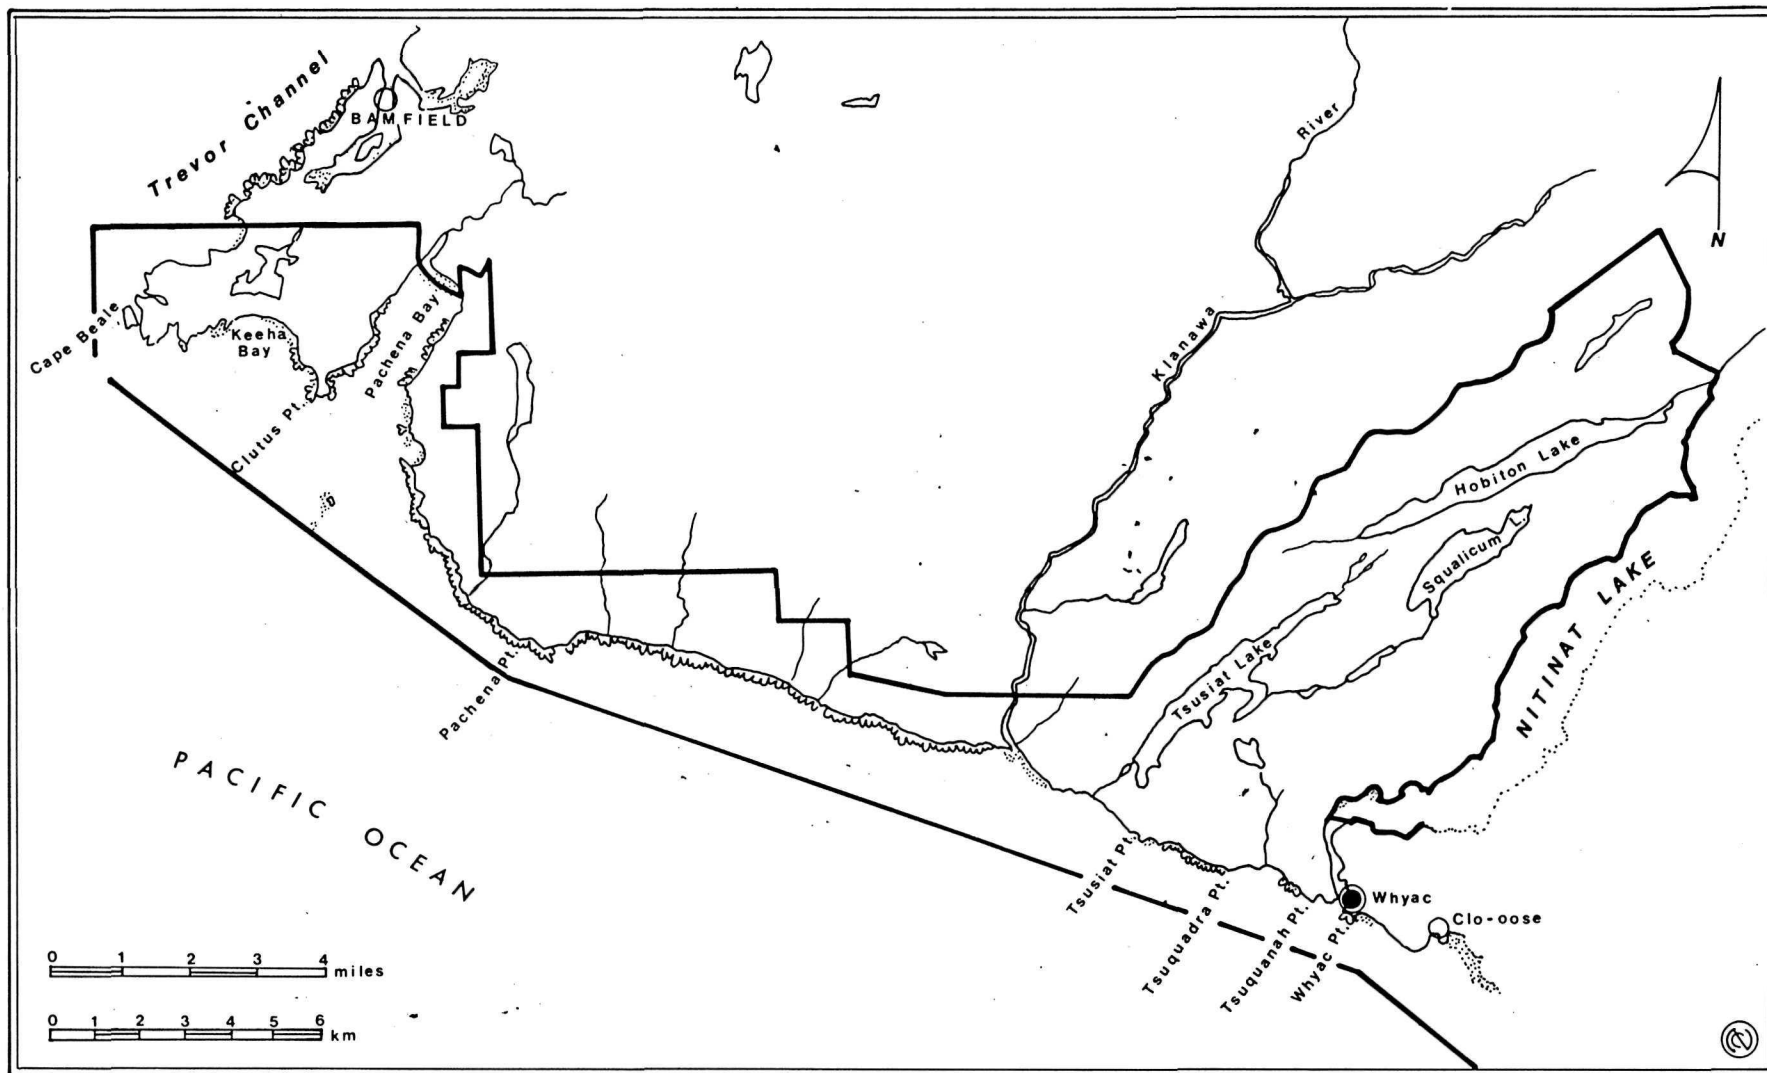 Trevor Channel
BAMFIELD
River
N
Cape Beale
Keeha
Bay
Pachena Bay
Klanawa
Clutus Pt.
Hobiton Lake
Squalicum L.
NITINAT LAKE
Tsusiat Lake
Pachena Pt.
PACIFIC OCEAN
Tsusiat Pt.
Tsuquadra Pt.
Tsuquanah Pt.
Whyac Pt.
Whyac
Clo-oose
0 1 2 3 4 miles
0 1 2 3 4 5 6 km